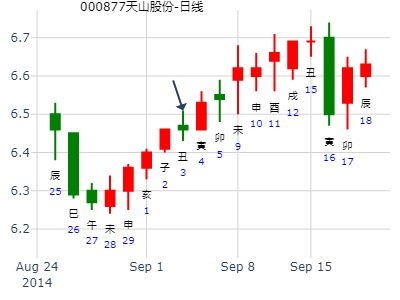 000877天山股份-日线
6.7
6.6
6.5
6.4
6.3
6.2
辰
25
巳
26
午
27
未
28
申
29
亥
1
子
2
丑
3
寅
4
卯
5
未
9
申
10
酉
11
戌
12
丑
15
寅
16
卯
17
辰
18
Aug 24
2014
Sep 1
Sep 8
Sep 15